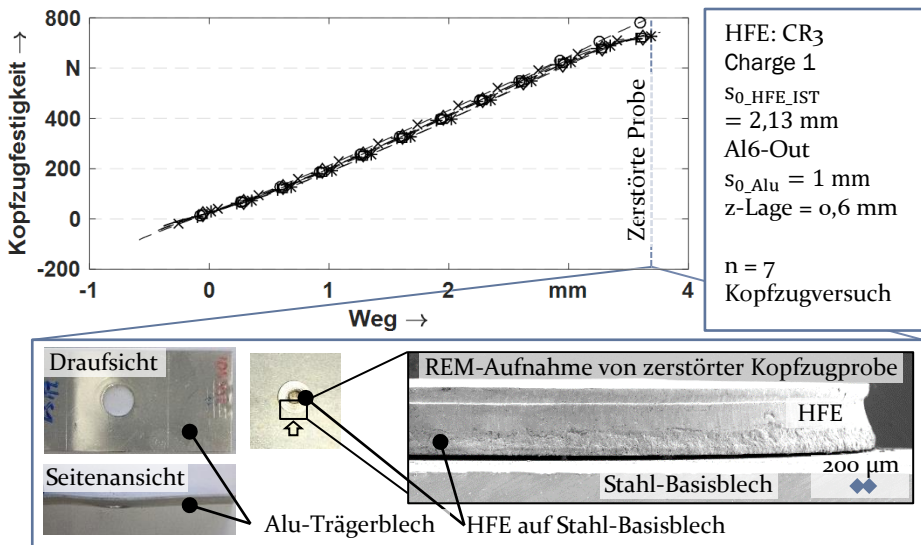 800
N
400
200
0
-200
Kopfzugfestigkeit →
-1
0
1
2
mm
4
Weg →
Zerstörte Probe
HFE: CR3
Charge 1
s0_HFE_IST
= 2,13 mm
Al6-Out
s0_Alu = 1 mm
z-Lage = 0,6 mm
n = 7
Kopfzugversuch
Draufsicht
Seitenansicht
Alu-Trägerblech
REM-Aufnahme von zerstörter Kopfzugprobe
HFE
200 µm
Stahl-Basisblech
HFE auf Stahl-Basisblech